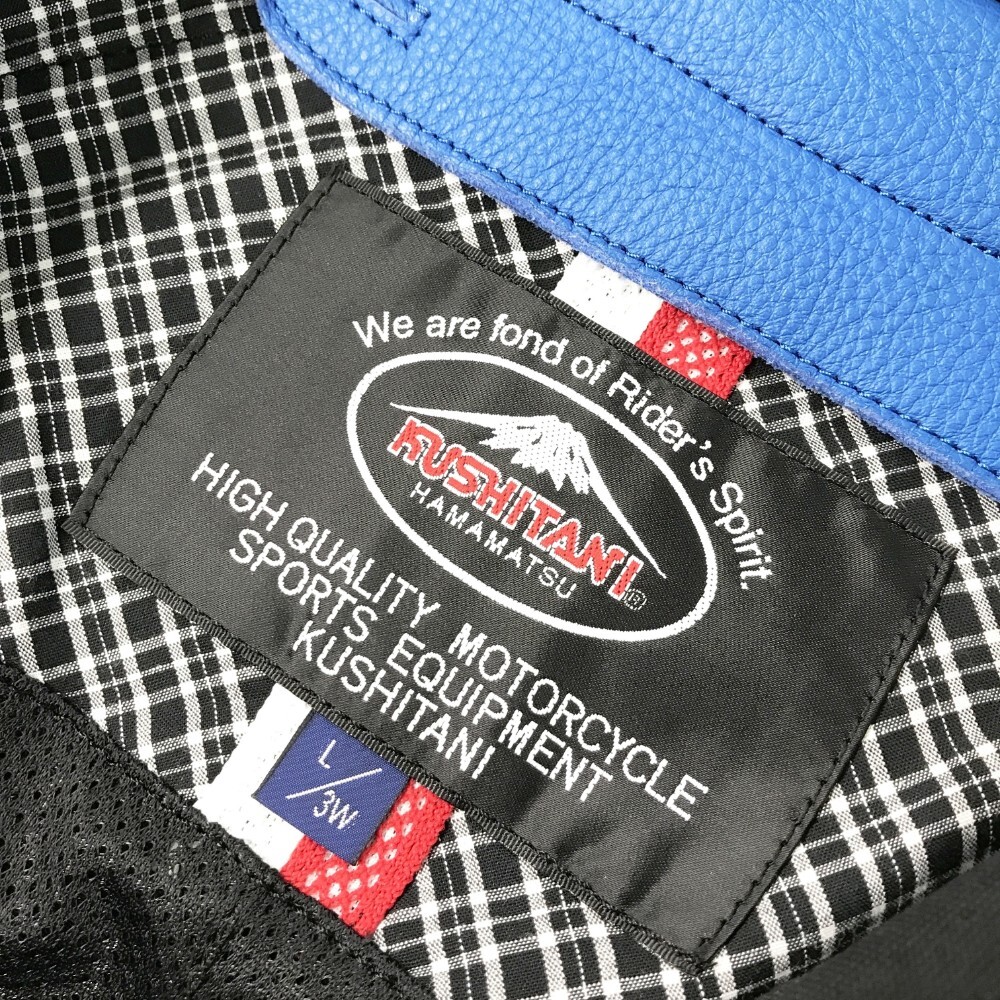 We are fond of Rider's Spirit.
KUSHITANI®
HAMAMATSU
HIGH QUALITY MOTORCYCLE
SPORTS EQUIPMENT
KUSHITANI
L/3W